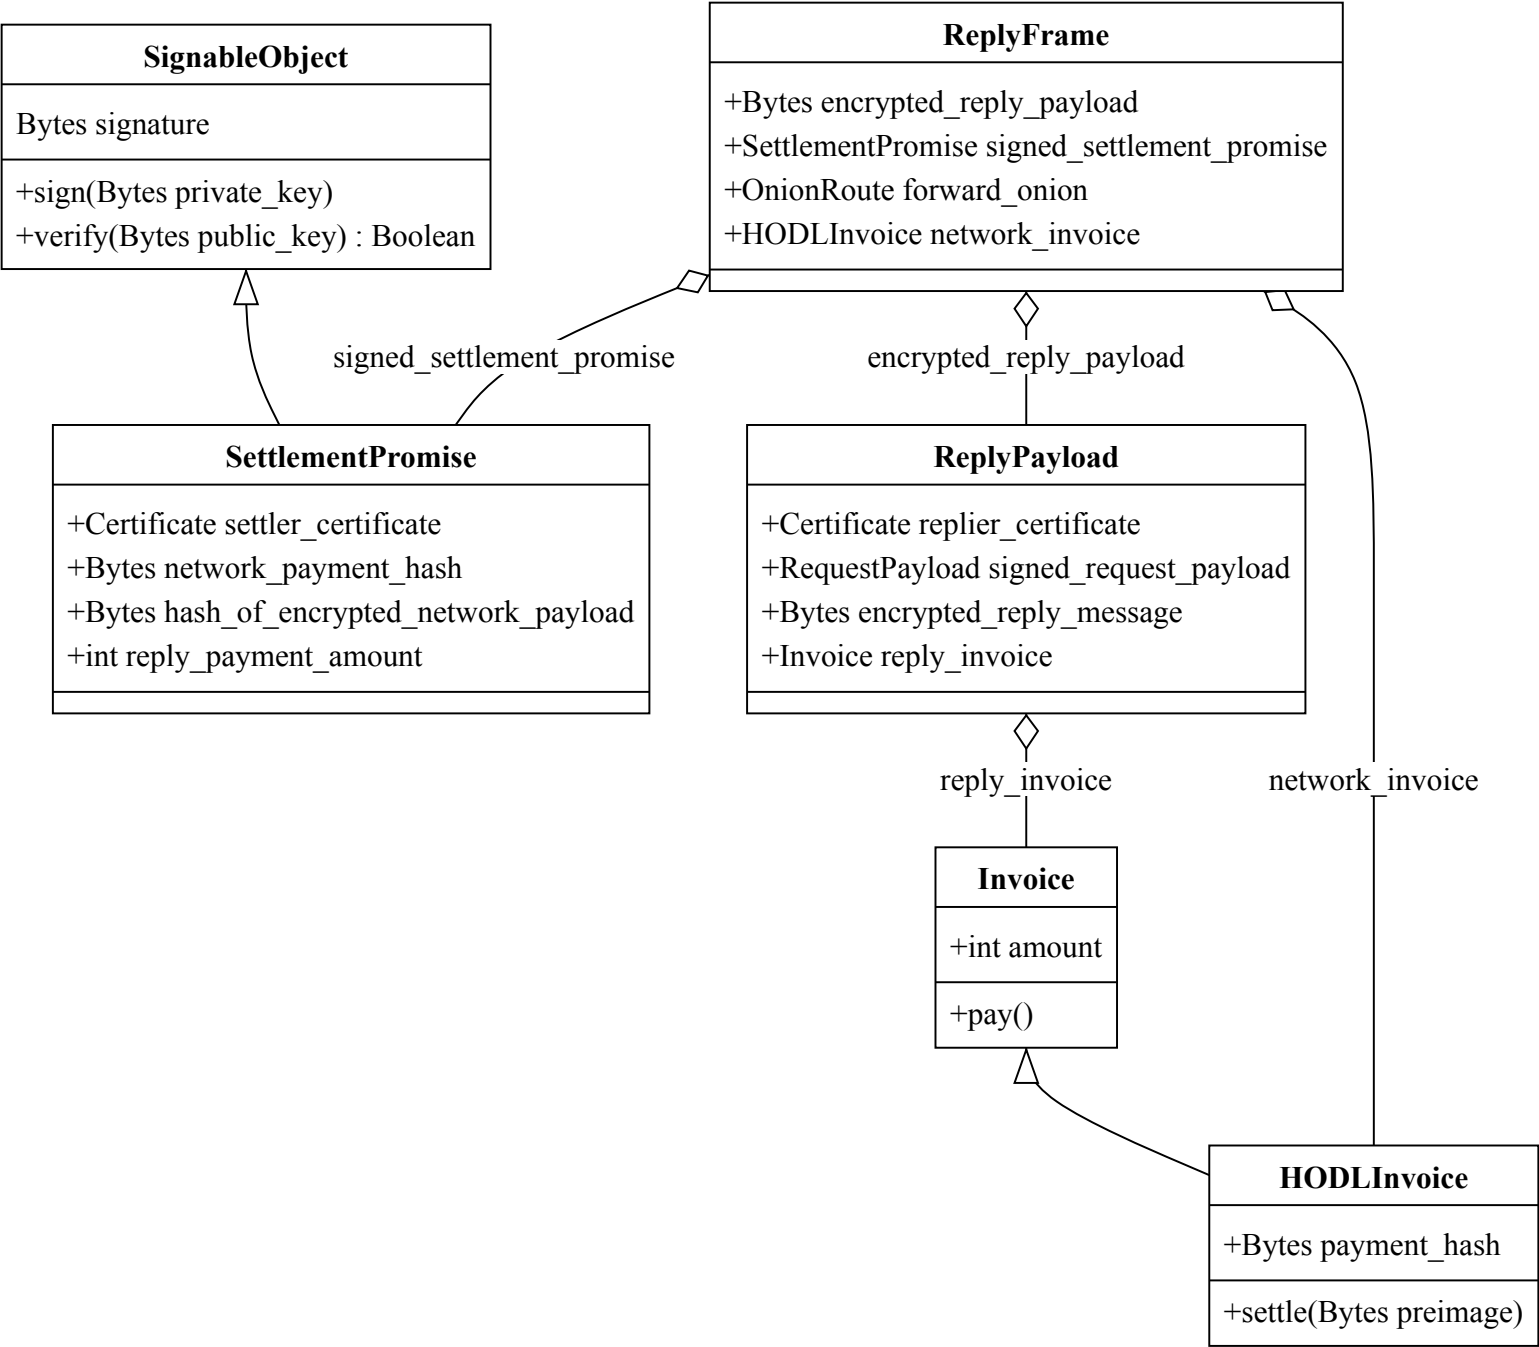 SignableObject
Bytes signature
+sign(Bytes private_key)
+verify(Bytes public_key) : Boolean
ReplyFrame
+Bytes encrypted_reply_payload
+SettlementPromise signed_settlement_promise
+OnionRoute forward_onion
+HODLInvoice network_invoice
signed_settlement_promise
encrypted_reply_payload
SettlementPromise
+Certificate settler_certificate
+Bytes network_payment_hash
+Bytes hash_of_encrypted_network_payload
+int reply_payment_amount
ReplyPayload
+Certificate replier_certificate
+RequestPayload signed_request_payload
+Bytes encrypted_reply_message
+Invoice reply_invoice
reply_invoice
network_invoice
Invoice
+int amount
+pay()
HODLInvoice
+Bytes payment_hash
+settle(Bytes preimage)